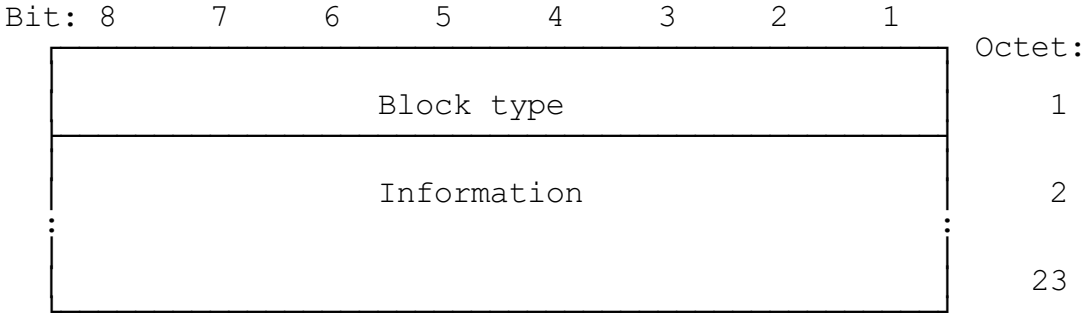 Bit: 8 7 6 5 4 3 2 1
Octet:
Block type 1
Information 2
: :
23